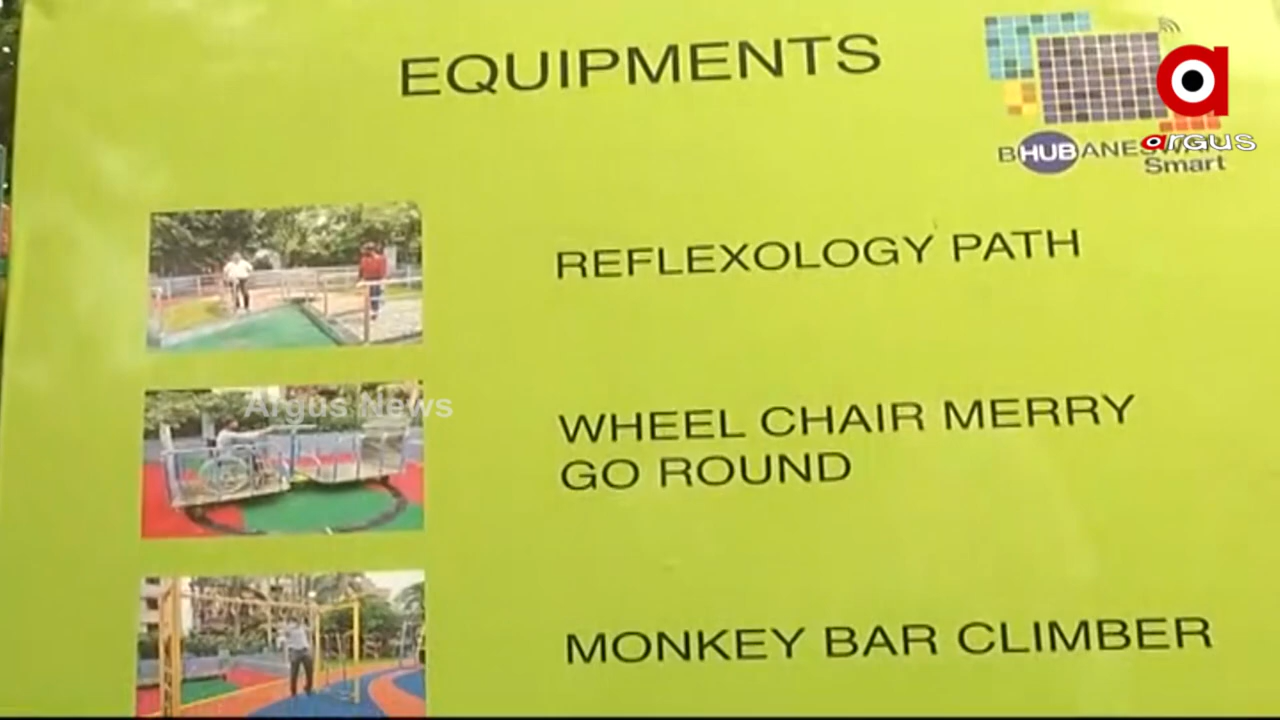 EQUIPMENTS
a
argus
BHUBANESWAR
Smart
REFLEXOLOGY PATH
Argus News
WHEEL CHAIR MERRY
GO ROUND
MONKEY BAR CLIMBER